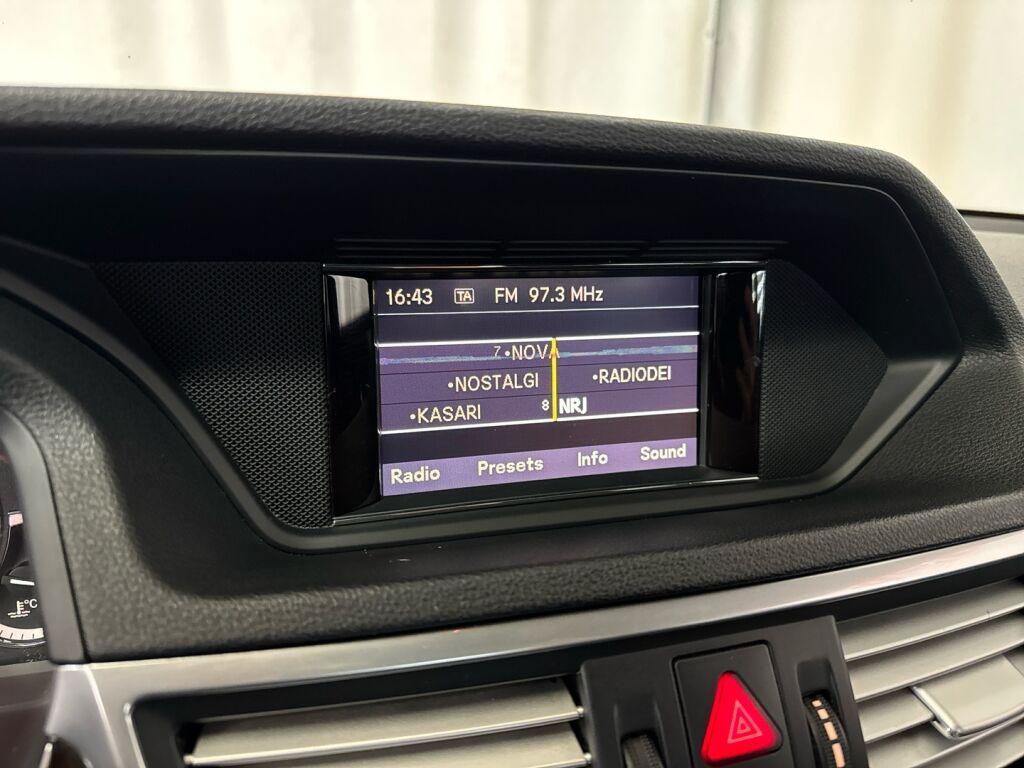 16:43 TA FM 97.3 MHz
7 •NOVA
•NOSTALGI •RADIODEI
•KASARI 8 NRJ
Radio Presets Info Sound
°C